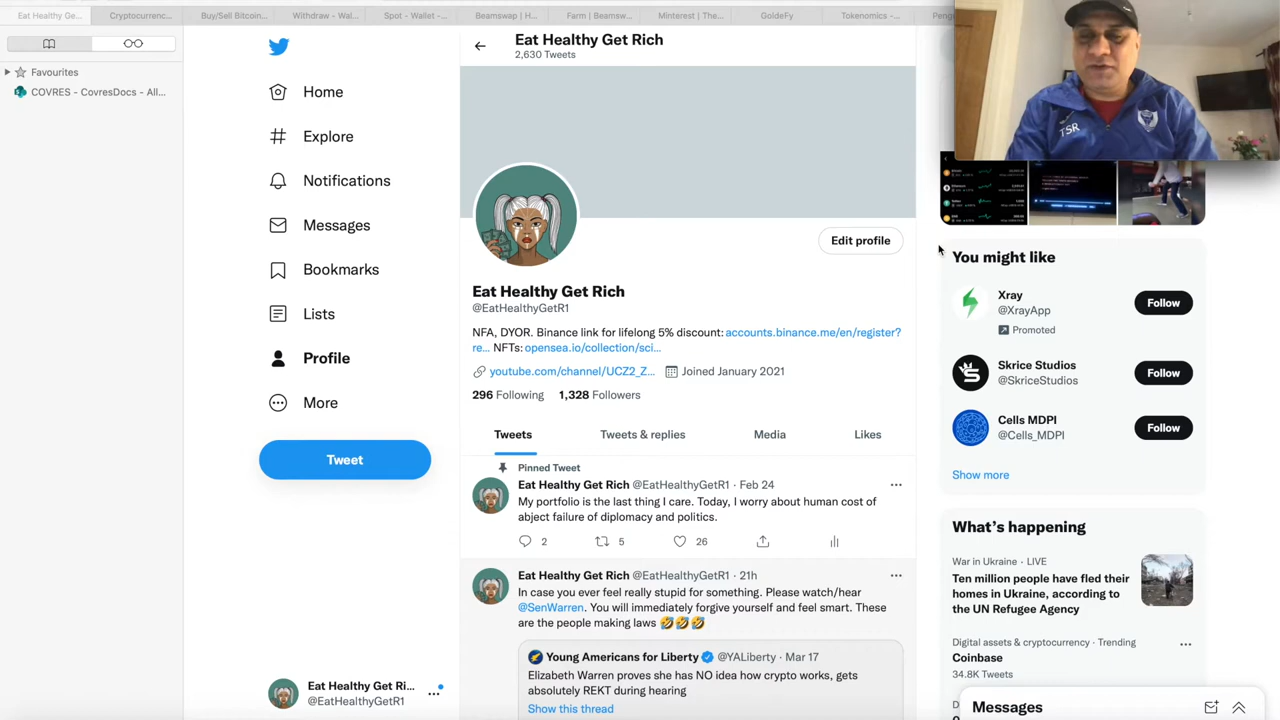 Eat Healthy Ge...
Cryptocurrenc...
Buy/Sell Bitcoin...
Withdraw – Wal...
Spot – Wallet –...
Beamswap | H...
Farm | Beamsw...
Minterest | The...
GoldeFy
Tokenomics –...
Favourites
COVRES - CovresDocs - All...
Home
Explore
Notifications
Messages
Bookmarks
Lists
Profile
More
Tweet
Eat Healthy Get Ri...
@EatHealthyGetR1
Eat Healthy Get Rich
2,630 Tweets
Edit profile
Eat Healthy Get Rich
@EatHealthyGetR1
NFA, DYOR. Binance link for lifelong 5% discount: accounts.binance.me/en/register?
re... NFTs: opensea.io/collection/sci...
youtube.com/channel/UCZ2_Z... Joined January 2021
296 Following 1,328 Followers
Tweets Tweets & replies Media Likes
Pinned Tweet
Eat Healthy Get Rich @EatHealthyGetR1 · Feb 24
My portfolio is the last thing I care. Today, I worry about human cost of
abject failure of diplomacy and politics.
2 5 26
Eat Healthy Get Rich @EatHealthyGetR1 · 21h
In case you ever feel really stupid for something. Please watch/hear
@SenWarren. You will immediately forgive yourself and feel smart. These
are the people making laws 🤣🤣🤣
Young Americans for Liberty @YALiberty · Mar 17
Elizabeth Warren proves she has NO idea how crypto works, gets
absolutely REKT during hearing
Show this thread
TSR
You might like
Xray
@XrayApp
Promoted
Follow
Skrice Studios
@SkriceStudios
Follow
Cells MDPI
@Cells_MDPI
Follow
Show more
What's happening
War in Ukraine · LIVE
Ten million people have fled their
homes in Ukraine, according to
the UN Refugee Agency
Digital assets & cryptocurrency · Trending
Coinbase
34.8K Tweets
Messages